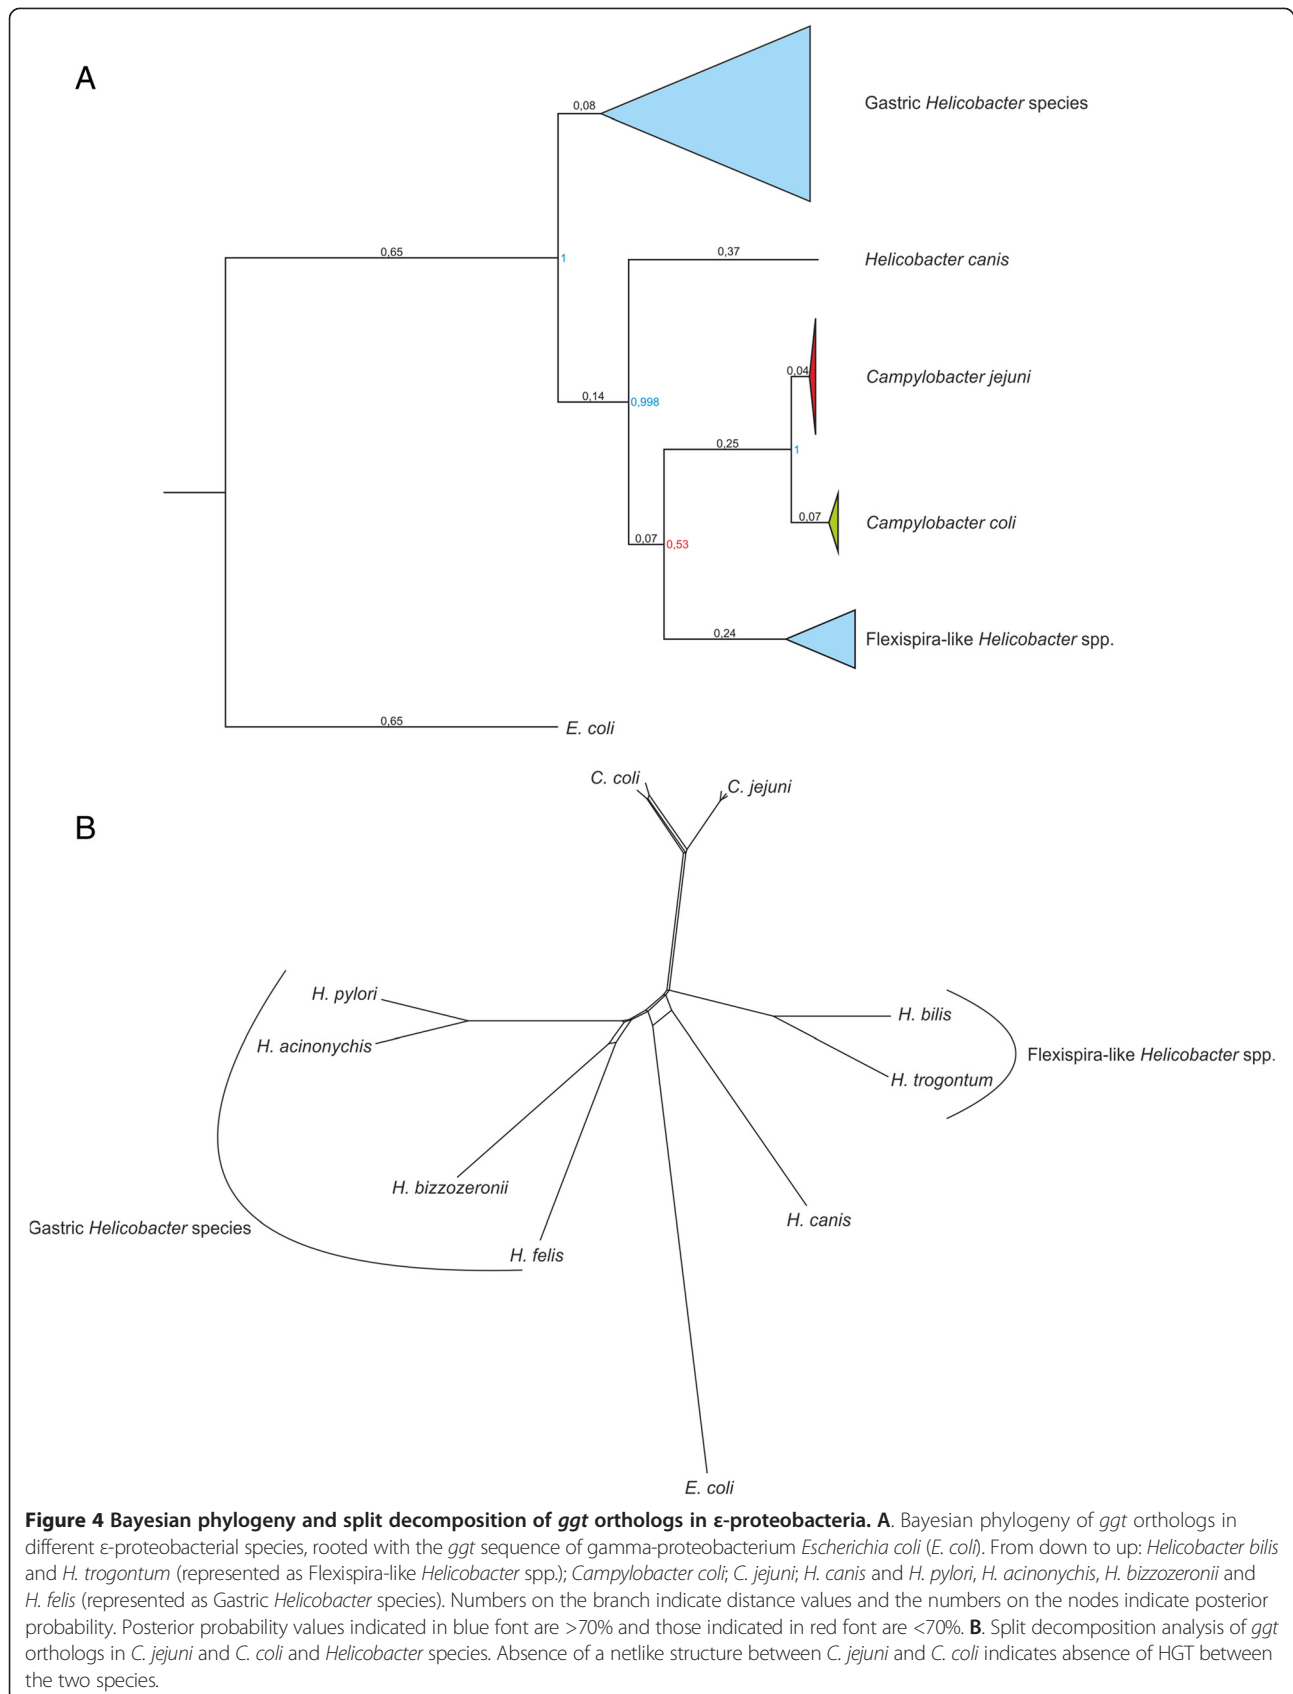 A
0,08
Gastric Helicobacter species
0,65
1
0,37
Helicobacter canis
0,14
0,998
0,04
Campylobacter jejuni
0,25
1
0,07
Campylobacter coli
0,07
0,53
0,24
Flexispira-like Helicobacter spp.
0,65
E. coli
B
C. coli
C. jejuni
H. pylori
H. acinonychis
H. bilis
Flexispira-like Helicobacter spp.
H. trogontum
H. bizzozeronii
H. canis
Gastric Helicobacter species
H. felis
E. coli
Figure 4 Bayesian phylogeny and split decomposition of ggt orthologs in ε-proteobacteria. A. Bayesian phylogeny of ggt orthologs in
different ε-proteobacterial species, rooted with the ggt sequence of gamma-proteobacterium Escherichia coli (E. coli). From down to up: Helicobacter bilis
and H. trogontum (represented as Flexispira-like Helicobacter spp.); Campylobacter coli; C. jejuni; H. canis and H. pylori, H. acinonychis, H. bizzozeronii and
H. felis (represented as Gastric Helicobacter species). Numbers on the branch indicate distance values and the numbers on the nodes indicate posterior
probability. Posterior probability values indicated in blue font are >70% and those indicated in red font are <70%. B. Split decomposition analysis of ggt
orthologs in C. jejuni and C. coli and Helicobacter species. Absence of a netlike structure between C. jejuni and C. coli indicates absence of HGT between
the two species.